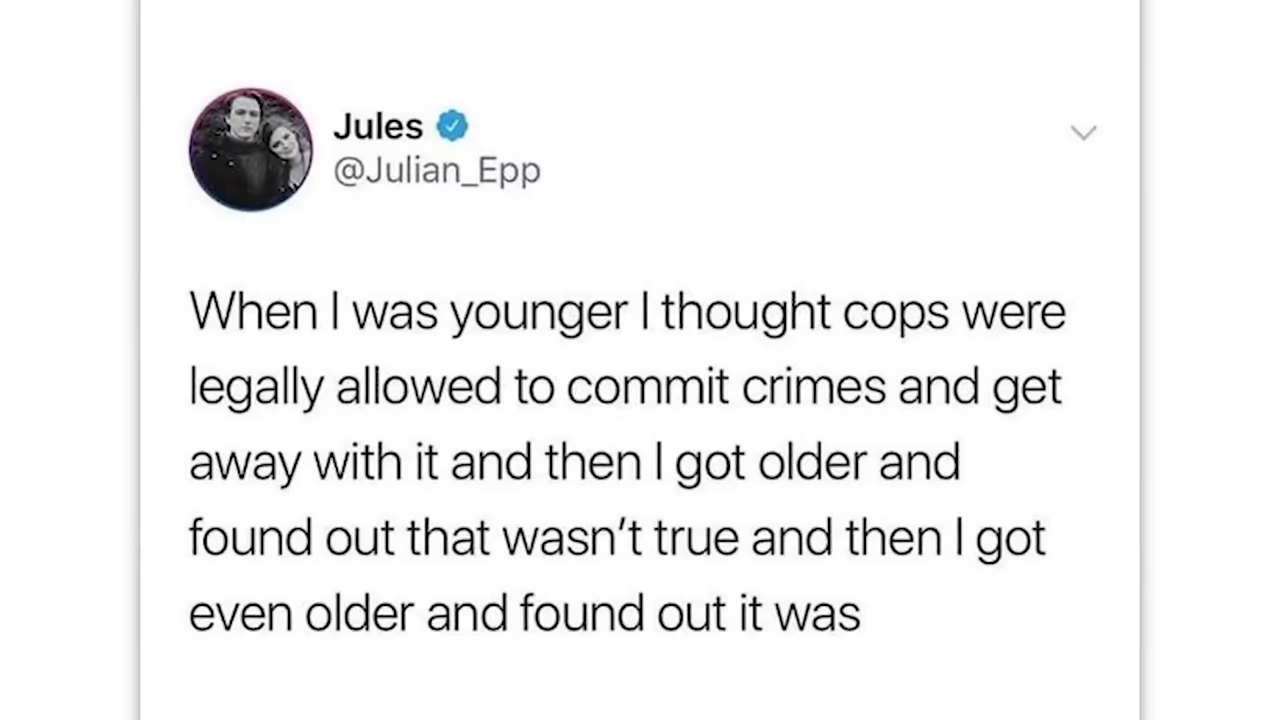 Jules
@Julian_Epp
When I was younger I thought cops were
legally allowed to commit crimes and get
away with it and then I got older and
found out that wasn’t true and then I got
even older and found out it was